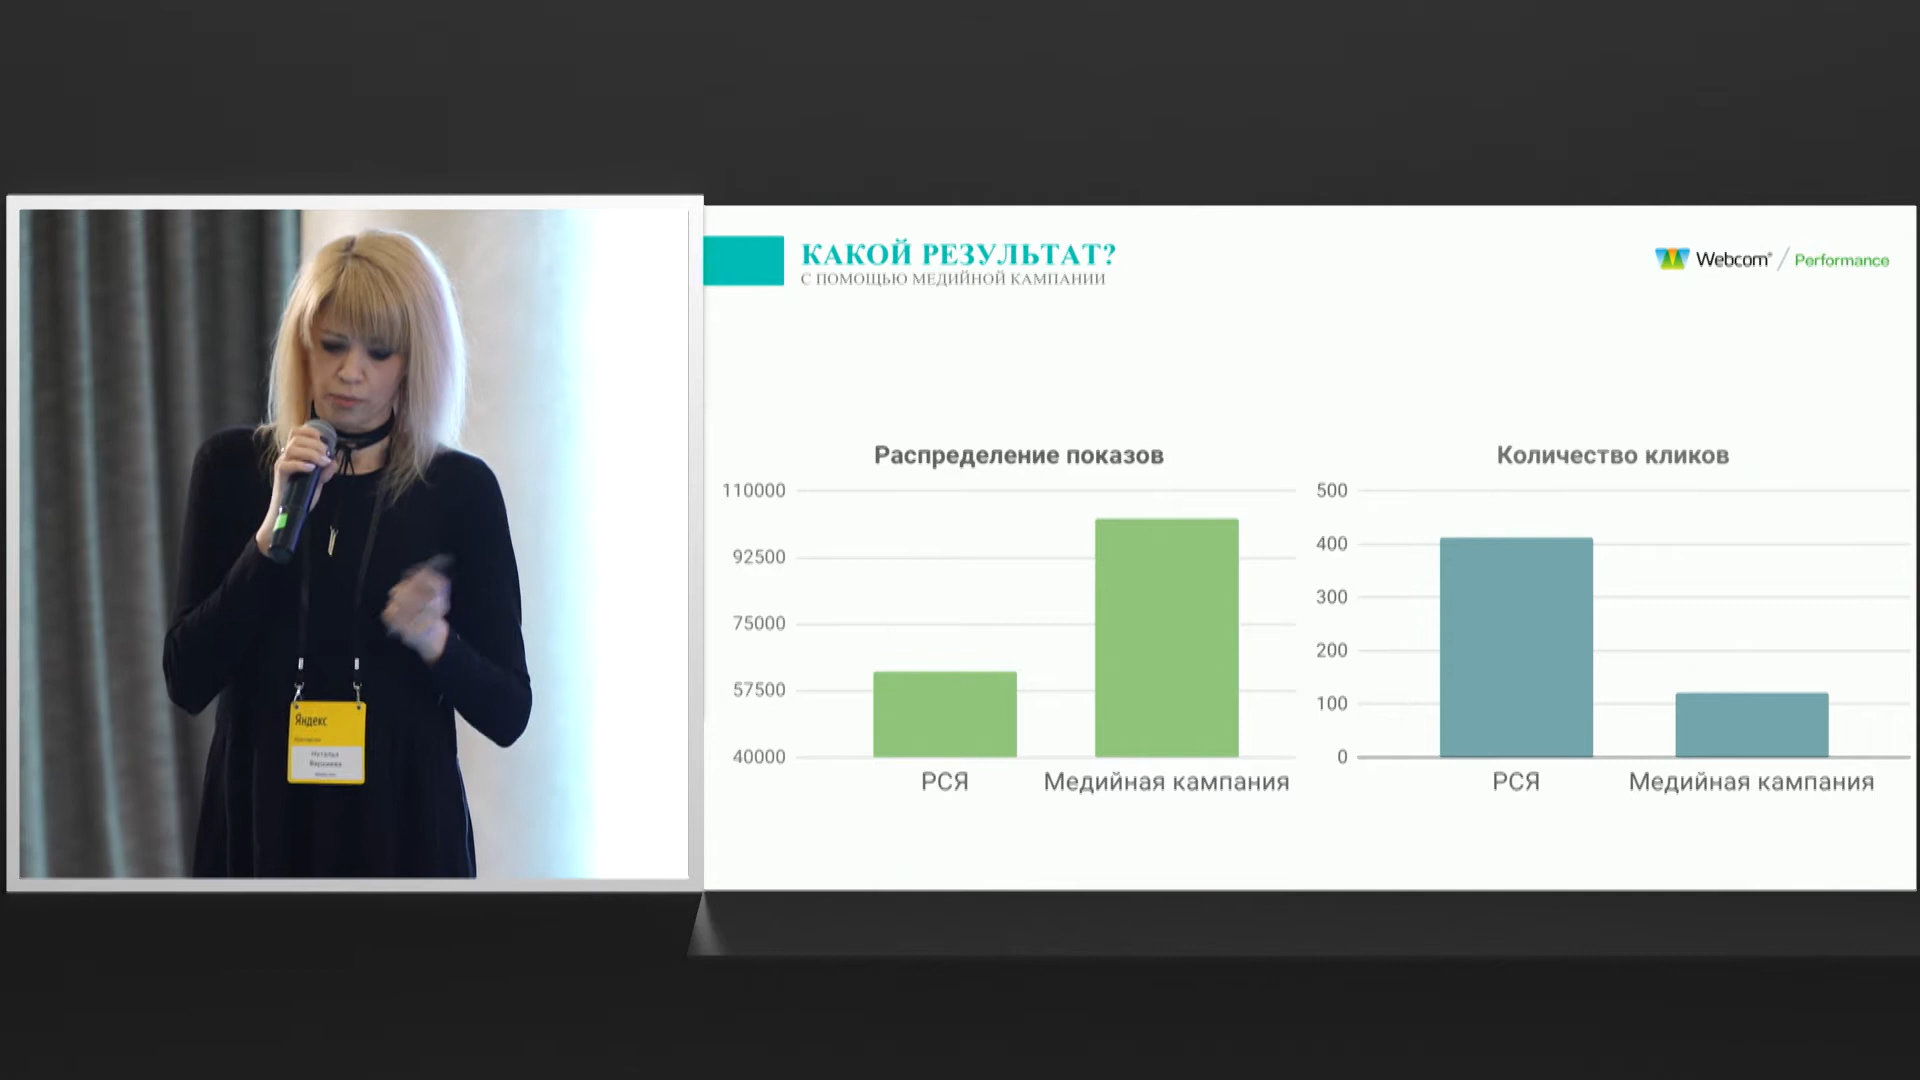 КАКОЙ РЕЗУЛЬТАТ?
С ПОМОЩЬЮ МЕДИЙНОЙ КАМПАНИИ
Webcom® / Performance
Распределение показов
110000
92500
75000
57500
40000
РСЯ Медийная кампания
Количество кликов
500
400
300
200
100
0
РСЯ Медийная кампания
Яндекс
Наталья